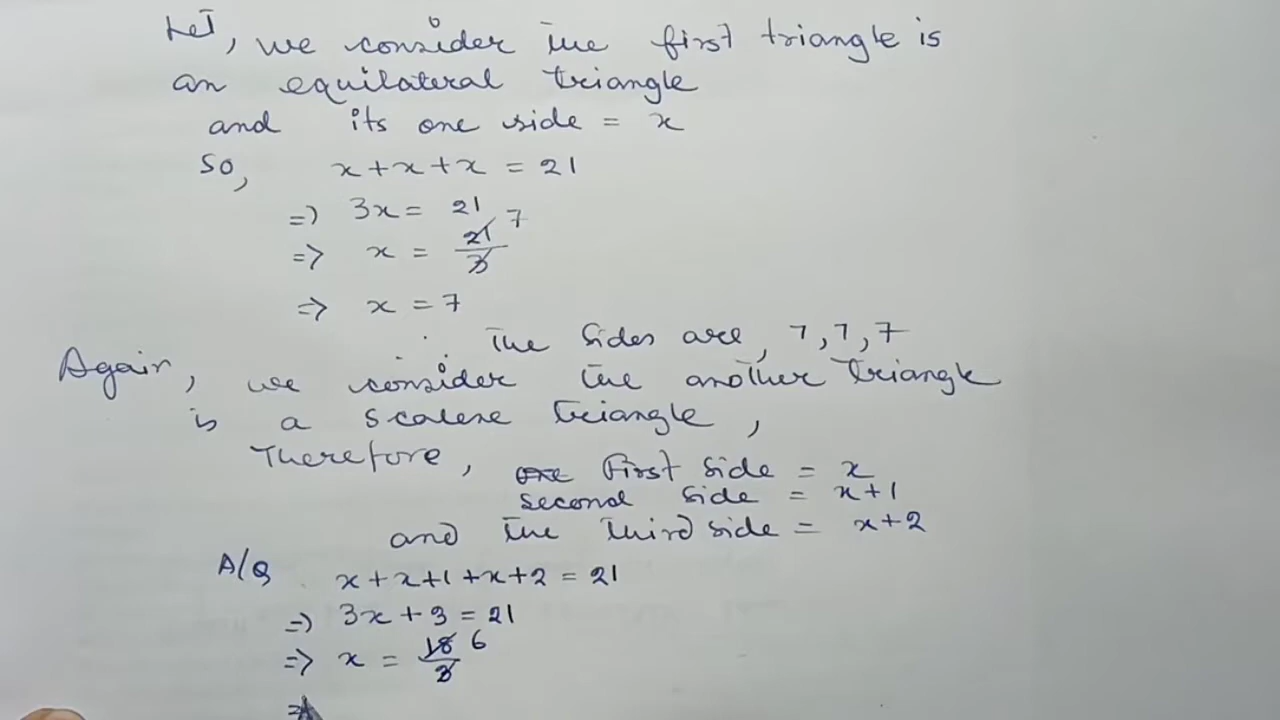 Let, we consider the first triangle is
an equilateral triangle
and its one side = x
So, x + x + x = 21
=> 3x = 21
=> x = 21/3 7
=> x = 7
∴ The sides are, 7, 7, 7
Again, we consider the another triangle
is a scalene triangle,
Therefore, one first side = x
second side = x+1
and the third side = x+2
A/Q x + x+1 + x+2 = 21
=> 3x + 3 = 21
=> x = 18/3 6
=>